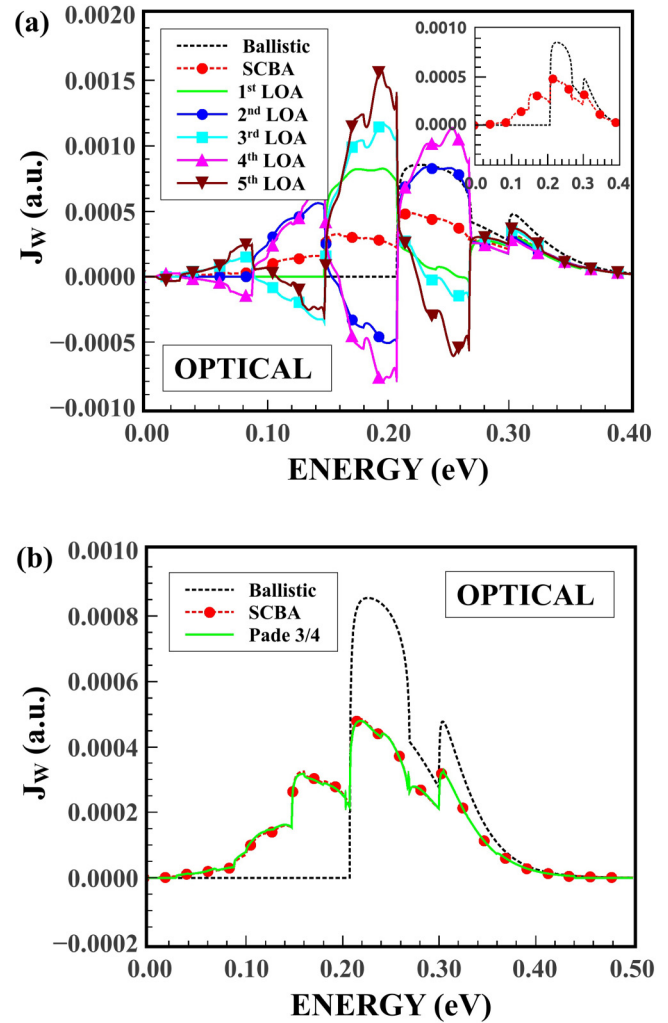 (a)
0.0020
0.0015
0.0010
0.0005
0.0000
−0.0005
−0.0010
J_W (a.u.)
Ballistic
SCBA
1st LOA
2nd LOA
3rd LOA
4th LOA
5th LOA
0.0010
0.0005
0.0000
0.0 0.1 0.2 0.3 0.4
OPTICAL
0.00 0.10 0.20 0.30 0.40
ENERGY (eV)
(b)
0.0010
0.0008
0.0006
0.0004
0.0002
0.0000
−0.0002
J_W (a.u.)
Ballistic
SCBA
Pade 3/4
OPTICAL
0.00 0.10 0.20 0.30 0.40 0.50
ENERGY (eV)